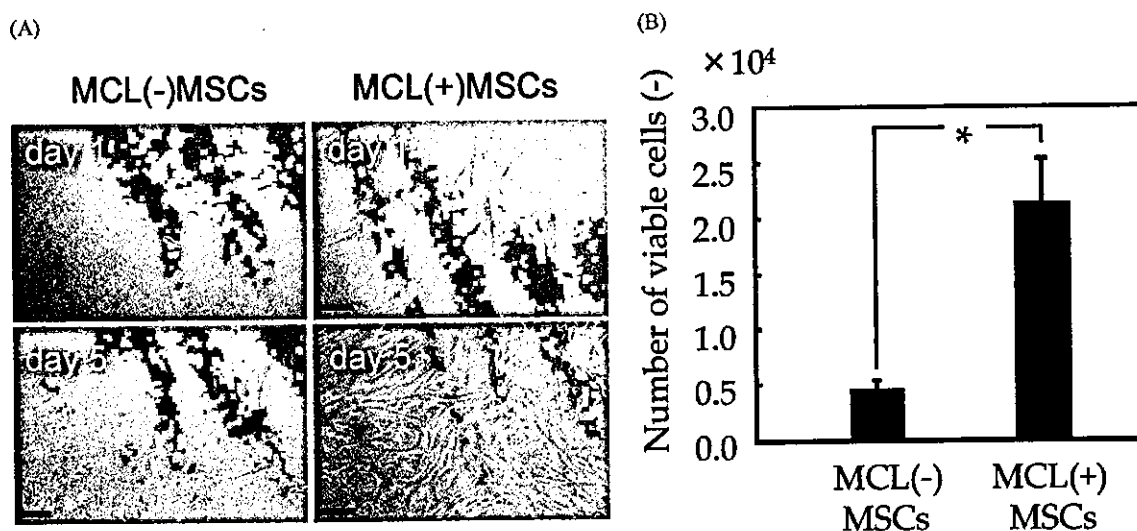 (A)
MCL(-)MSCs MCL(+)MSCs
day 1 day 1
day 5 day 5
(B)
×10⁴
Number of viable cells (-)
3.0
2.5
2.0
1.5
1.0
0.5
0.0
*
MCL(-) MCL(+)
MSCs MSCs